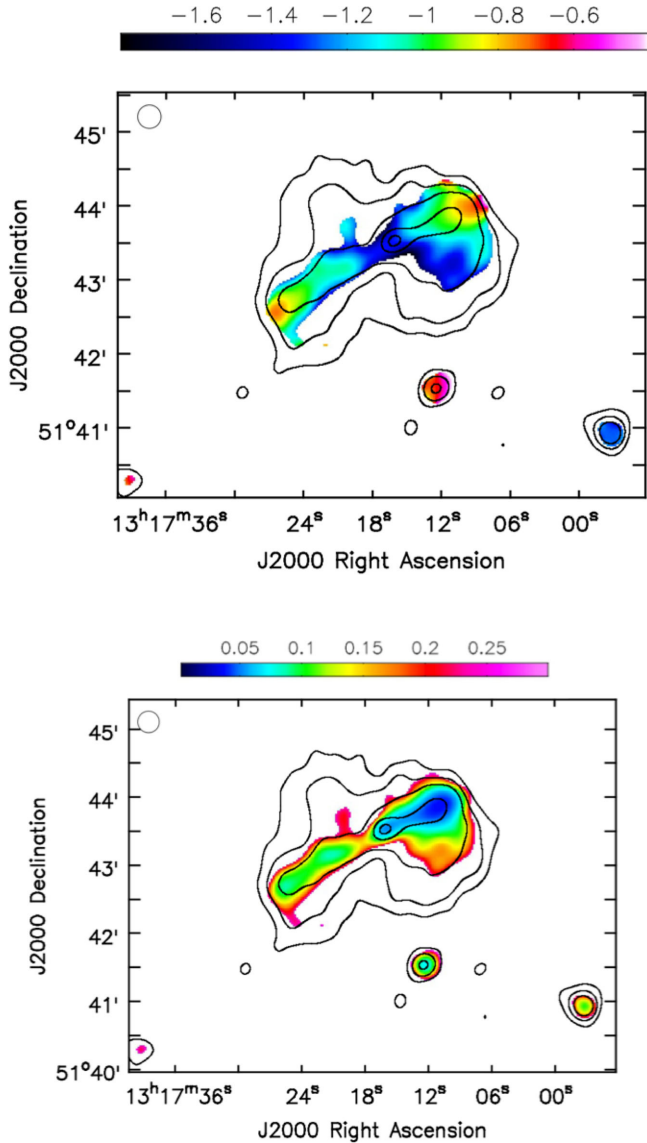 −1.6 −1.4 −1.2 −1 −0.8 −0.6
45'
44'
43'
42'
51°41'
J2000 Declination
13ʰ17ᵐ36ˢ 24ˢ 18ˢ 12ˢ 06ˢ 00ˢ
J2000 Right Ascension
0.05 0.1 0.15 0.2 0.25
45'
44'
43'
42'
41'
51°40'
J2000 Declination
13ʰ17ᵐ36ˢ 24ˢ 18ˢ 12ˢ 06ˢ 00ˢ
J2000 Right Ascension